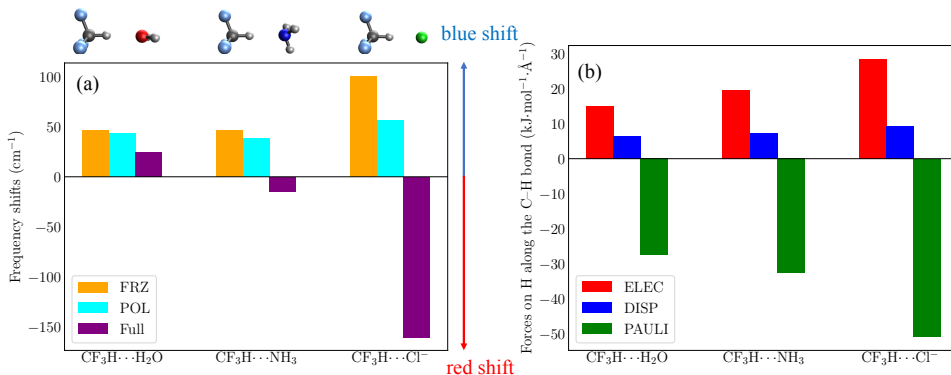 blue shift
(a)
Frequency shifts (cm⁻¹)
100
50
0
−50
−100
−150
FRZ
POL
Full
CF₃H···H₂O
CF₃H···NH₃
CF₃H···Cl⁻
red shift
(b)
Forces on H along the C–H bond (kJ·mol⁻¹·Å⁻¹)
30
20
10
0
−10
−20
−30
−40
−50
ELEC
DISP
PAULI
CF₃H···H₂O
CF₃H···NH₃
CF₃H···Cl⁻